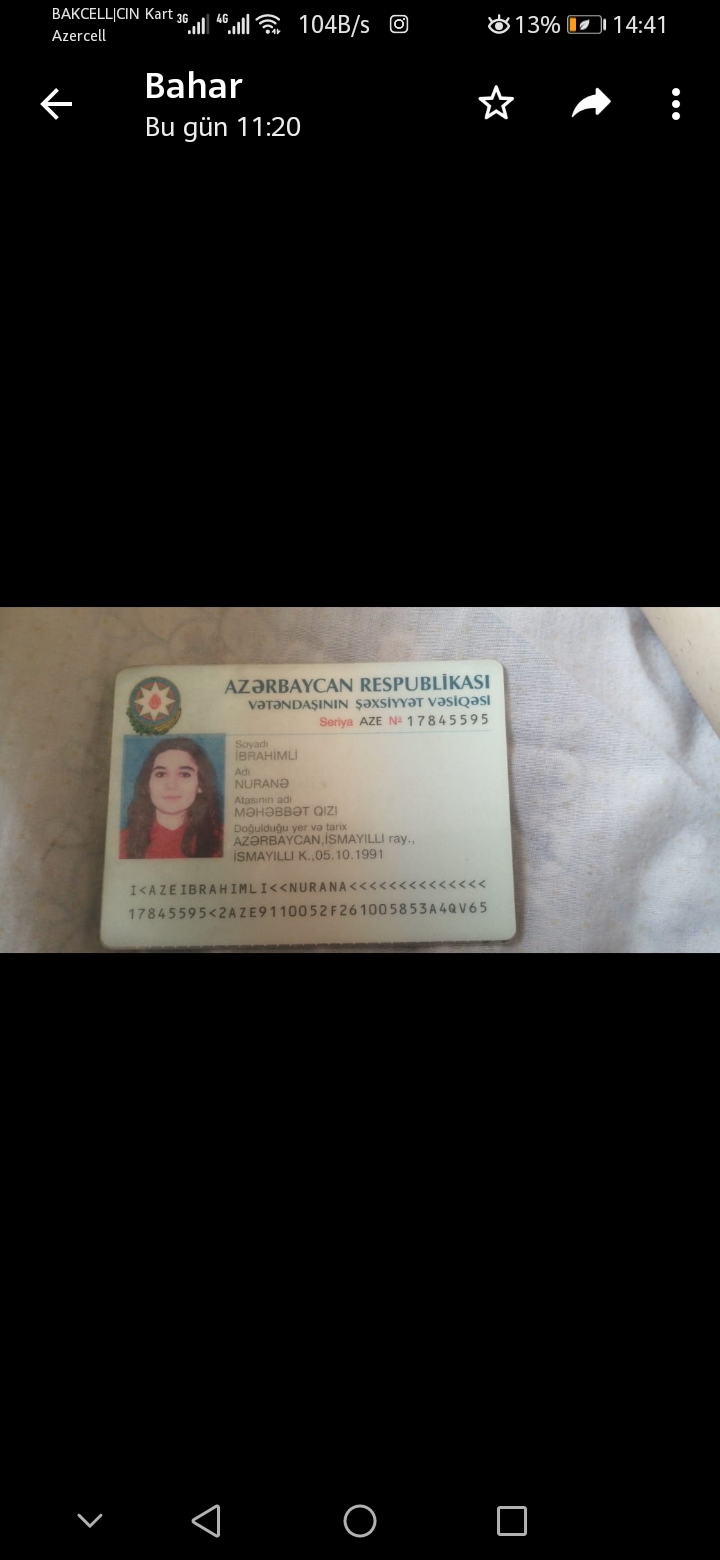 BAKCELL|CIN Kart 3G 4G 104B/s 13% 14:41
Azercell
Bahar
Bu gün 11:20
AZƏRBAYCAN RESPUBLİKASI
VƏTƏNDAŞININ ŞƏXSİYYƏT VƏSİQƏSİ
Seriya AZE № 17845595
Soyadı
İBRAHİMLİ
Adı
NURANƏ
Atasının adı
MƏHƏBBƏT QIZI
Doğulduğu yer və tarix
AZƏRBAYCAN,İSMAYILLI ray.,
İSMAYILLI K.,05.10.1991
I<AZEIBRAHIMLI<<NURANA<<<<<<<<<<<<<<
17845595<2AZE9110052F261005853A4QV65